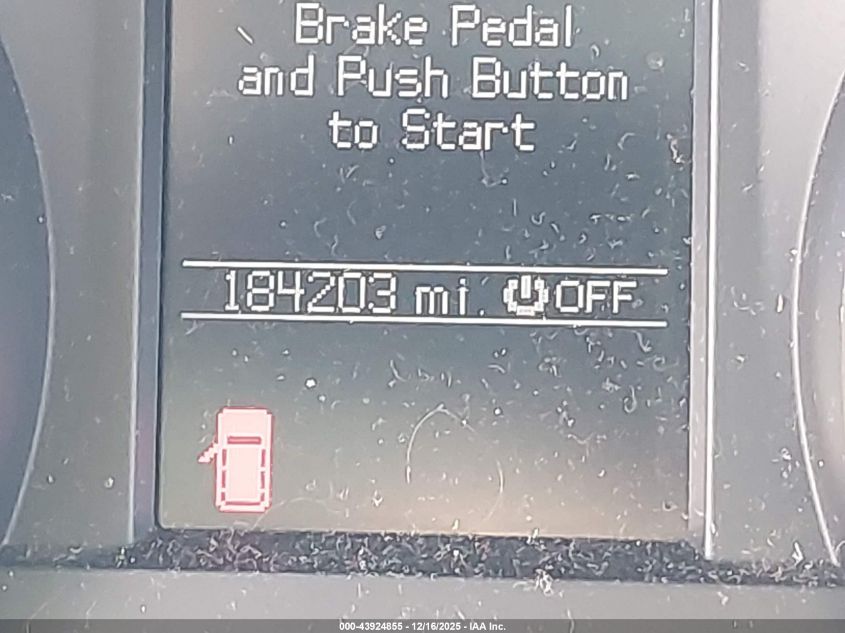 Brake Pedal
and Push Button
to Start
184203 mi. OFF
000-43924855 - 12/16/2025 - IAA Inc.